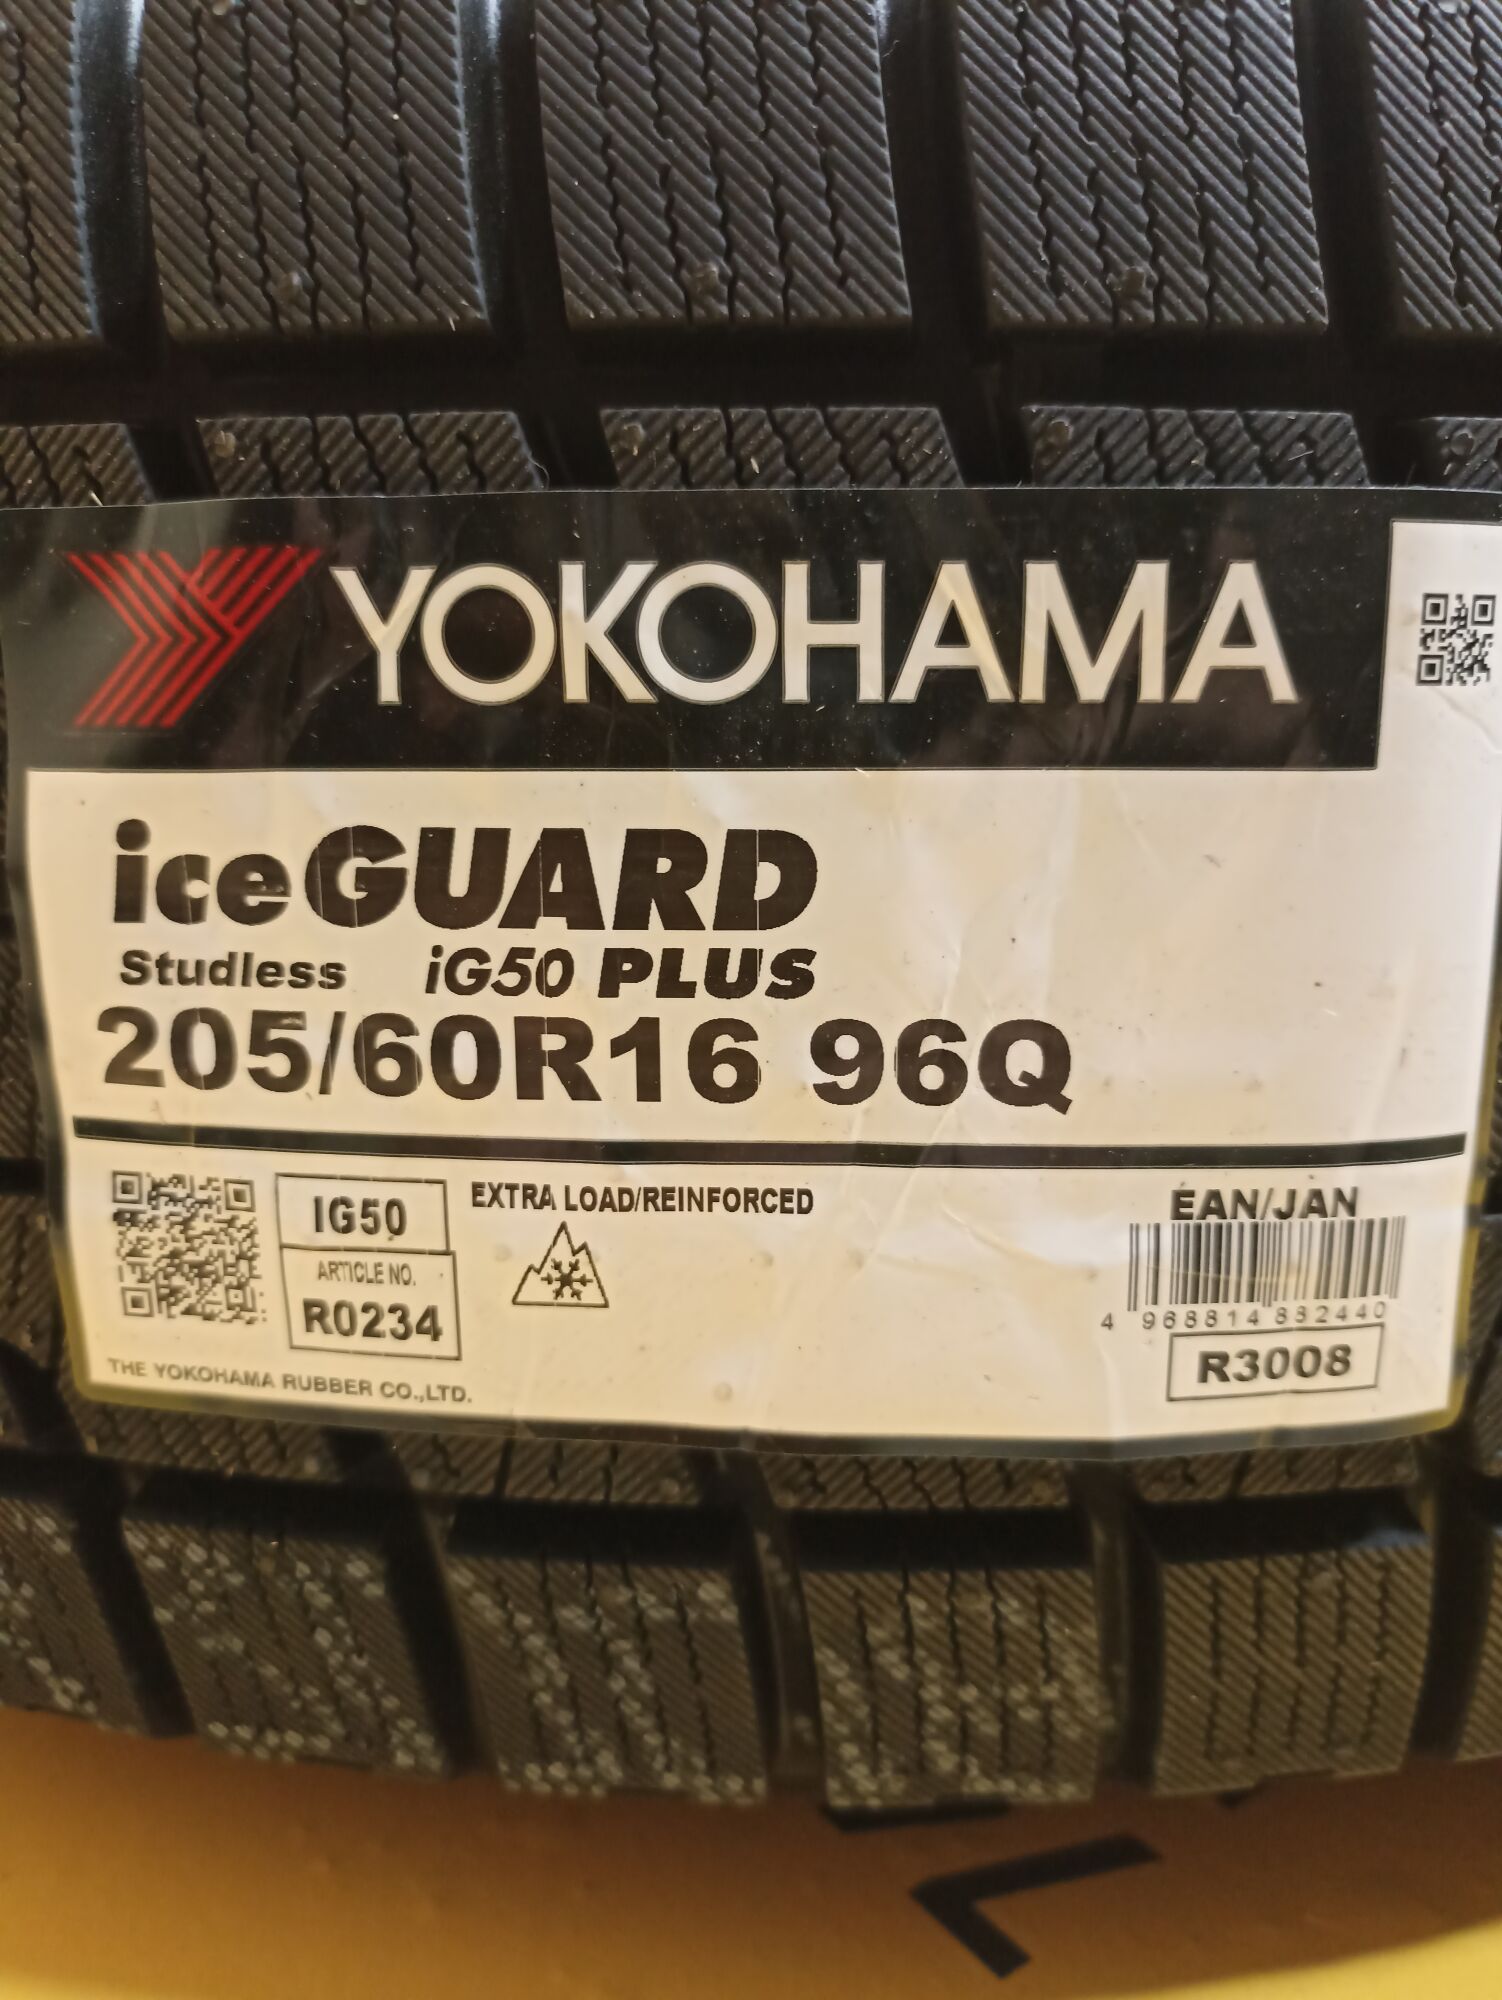 YOKOHAMA
iceGUARD
Studless iG50 PLUS
205/60R16 96Q
IG50
ARTICLE NO.
R0234
EXTRA LOAD/REINFORCED
EAN/JAN
4 968814 882440
R3008
THE YOKOHAMA RUBBER CO.,LTD.